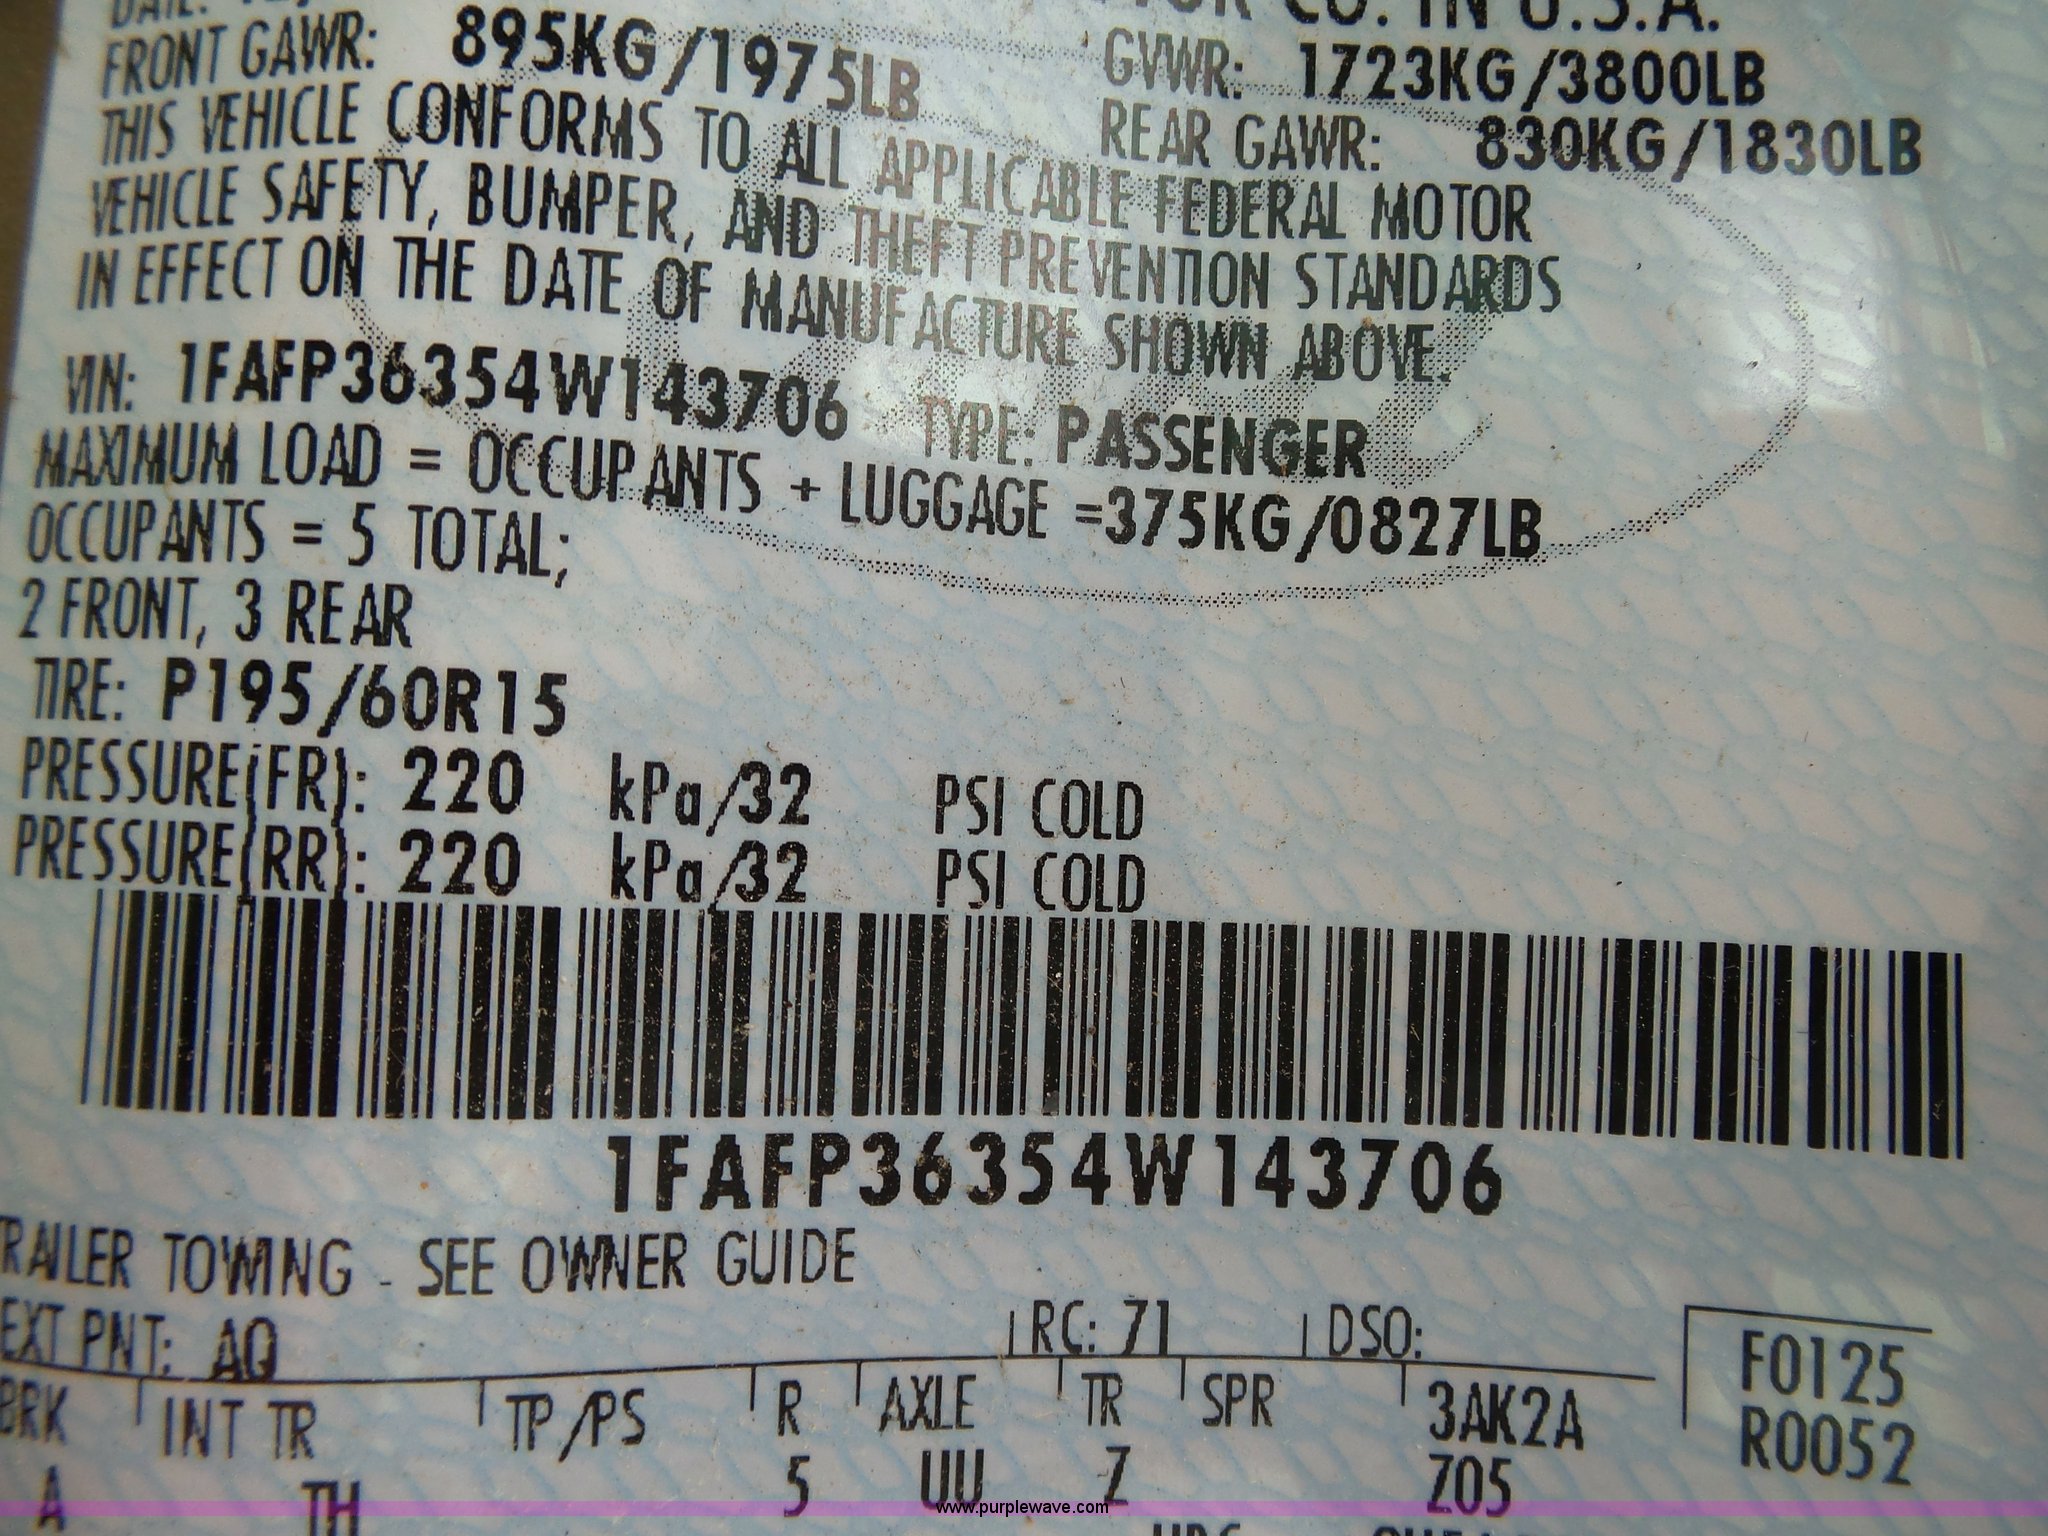 DATE:
CO. IN U.S.A.
FRONT GAWR: 895KG/1975LB
GVWR: 1723KG/3800LB
REAR GAWR: 830KG/1830LB
THIS VEHICLE CONFORMS TO ALL APPLICABLE FEDERAL MOTOR
VEHICLE SAFETY, BUMPER, AND THEFT PREVENTION STANDARDS
IN EFFECT ON THE DATE OF MANUFACTURE SHOWN ABOVE.
VIN: 1FAFP36354W143706 TYPE: PASSENGER
MAXIMUM LOAD = OCCUPANTS + LUGGAGE =375KG/0827LB
OCCUPANTS = 5 TOTAL;
2 FRONT, 3 REAR
TIRE: P195/60R15
PRESSURE(FR): 220 kPa/32 PSI COLD
PRESSURE(RR): 220 kPa/32 PSI COLD
1FAFP36354W143706
TRAILER TOWING - SEE OWNER GUIDE
EXT PNT: AQ RC: 71 DSO:
F0125
R0052
BRK INT TR TP/PS R AXLE TR SPR 3AK2A
A TH 5 UU Z Z05
www.purplewave.com